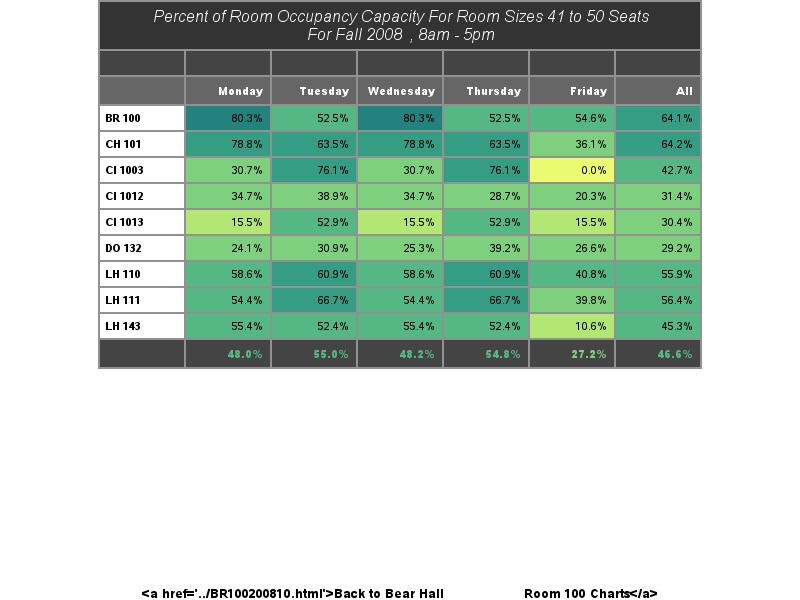 Percent of Room Occupancy Capacity For Room Sizes 41 to 50 Seats
For Fall 2008 , 8am - 5pm
Monday Tuesday Wednesday Thursday Friday All
BR 100 80.3% 52.5% 80.3% 52.5% 54.6% 64.1%
CH 101 78.8% 63.5% 78.8% 63.5% 36.1% 64.2%
CI 1003 30.7% 76.1% 30.7% 76.1% 0.0% 42.7%
CI 1012 34.7% 38.9% 34.7% 28.7% 20.3% 31.4%
CI 1013 15.5% 52.9% 15.5% 52.9% 15.5% 30.4%
DO 132 24.1% 30.9% 25.3% 39.2% 26.6% 29.2%
LH 110 58.6% 60.9% 58.6% 60.9% 40.8% 55.9%
LH 111 54.4% 66.7% 54.4% 66.7% 39.8% 56.4%
LH 143 55.4% 52.4% 55.4% 52.4% 10.6% 45.3%
48.0% 55.0% 48.2% 54.8% 27.2% 46.6%
<a href='../BR100200810.html'>Back to Bear Hall Room 100 Charts</a>